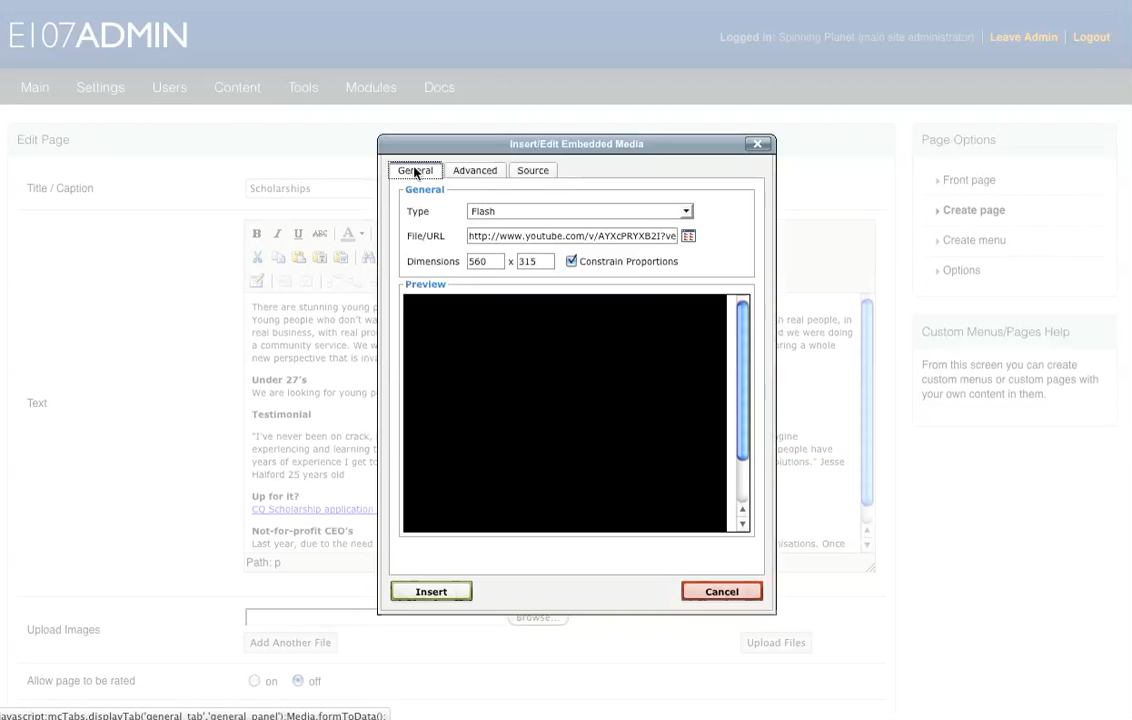 E107ADMIN
Logged in: Spinning Planet (main site administrator) Leave Admin Logout
Main Settings Users Content Tools Modules Docs
Edit Page
Title / Caption Scholarships
B I U ABC A
Text
There are stunning young p
Young people who don't wa
real business, with real pro
a community service. We w
new perspective that is inva
Under 27's
We are looking for young p
Testimonial
"I've never been on crack,
experiencing and learning t
years of experience I get to
Halford 25 years old
Up for it?
CQ Scholarship application
Not-for-profit CEO's
Last year, due to the need
h real people, in
d we were doing
ring a whole
gine
people have
olutions." Jesse
nisations. Once
Path: p
Upload Images Browse...
Add Another File Upload Files
Allow page to be rated on off
javascript:mcTabs.displayTab('general_tab','general_panel');Media.formToData();
Insert/Edit Embedded Media
General Advanced Source
General
Type Flash
File/URL http://www.youtube.com/v/AYXcPRYXB2I?ve
Dimensions 560 x 315 Constrain Proportions
Preview
Insert Cancel
Page Options
Front page
Create page
Create menu
Options
Custom Menus/Pages Help
From this screen you can create
custom menus or custom pages with
your own content in them.